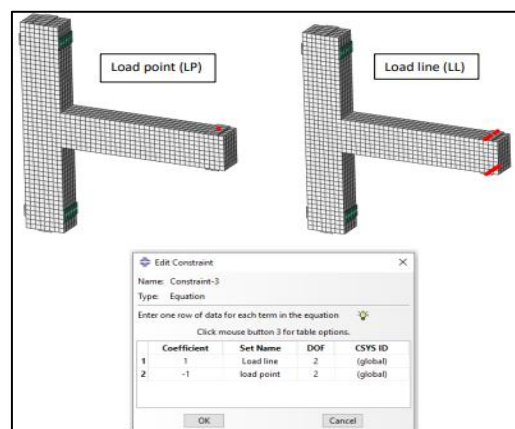 Load point (LP)
Load line (LL)
Edit Constraint
Name: Constraint-3
Type: Equation
Enter one row of data for each term in the equation
Click mouse button 3 for table options.
Coefficient Set Name DOF CSYS ID
1 1 Load line 2 (global)
2 -1 load point 2 (global)
OK Cancel